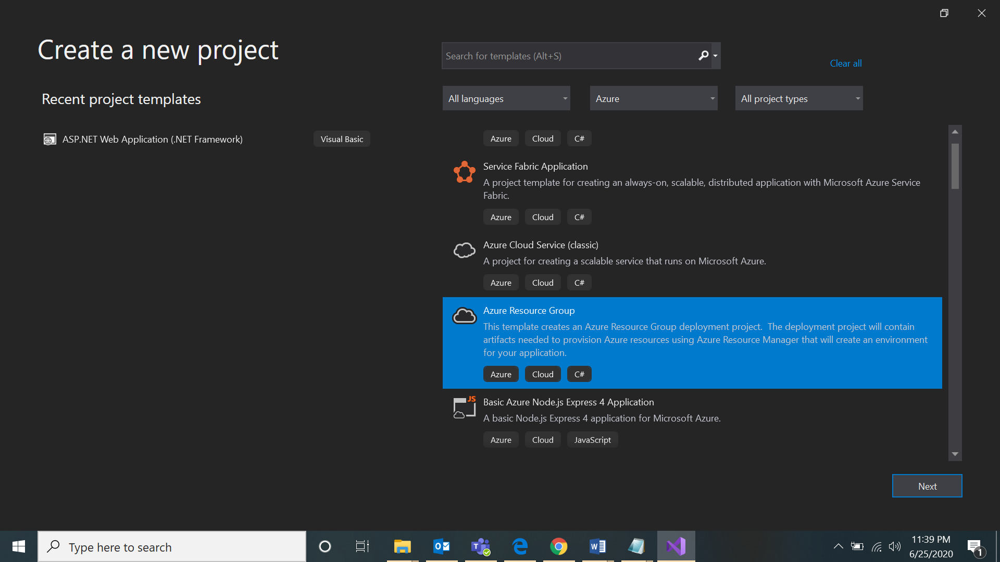 Create a new project
Search for templates (Alt+S)
Clear all
Recent project templates
All languages
Azure
All project types
ASP.NET Web Application (.NET Framework)
Visual Basic
Azure
Cloud
C#
Service Fabric Application
A project template for creating an always-on, scalable, distributed application with Microsoft Azure Service
Fabric.
Azure
Cloud
C#
Azure Cloud Service (classic)
A project for creating a scalable service that runs on Microsoft Azure.
Azure
Cloud
C#
Azure Resource Group
This template creates an Azure Resource Group deployment project. The deployment project will contain
artifacts needed to provision Azure resources using Azure Resource Manager that will create an environment
for your application.
Azure
Cloud
C#
JS
Basic Azure Node.js Express 4 Application
A basic Node.js Express 4 application for Microsoft Azure.
Azure
Cloud
JavaScript
Next
Type here to search
11:39 PM
6/25/2020
1